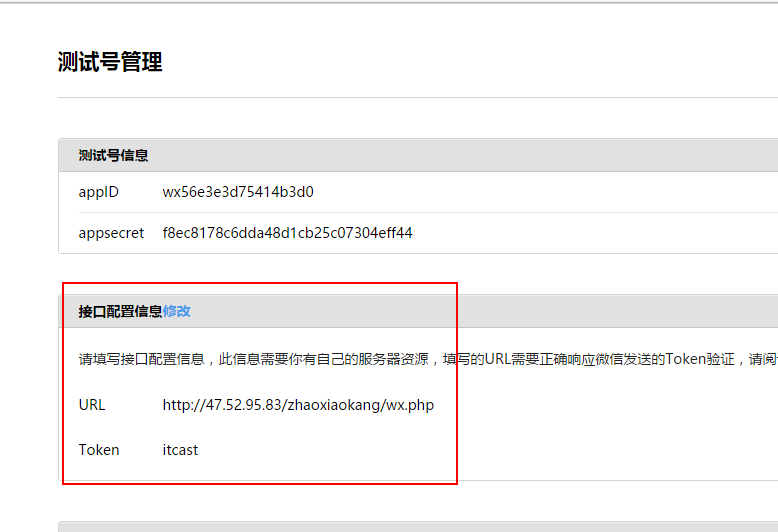 测试号管理
测试号信息
appID wx56e3e3d75414b3d0
appsecret f8ec8178c6dda48d1cb25c07304eff44
接口配置信息修改
请填写接口配置信息，此信息需要你有自己的服务器资源，填写的URL需要正确响应微信发送的Token验证，请阅
URL http://47.52.95.83/zhaoxiaokang/wx.php
Token itcast